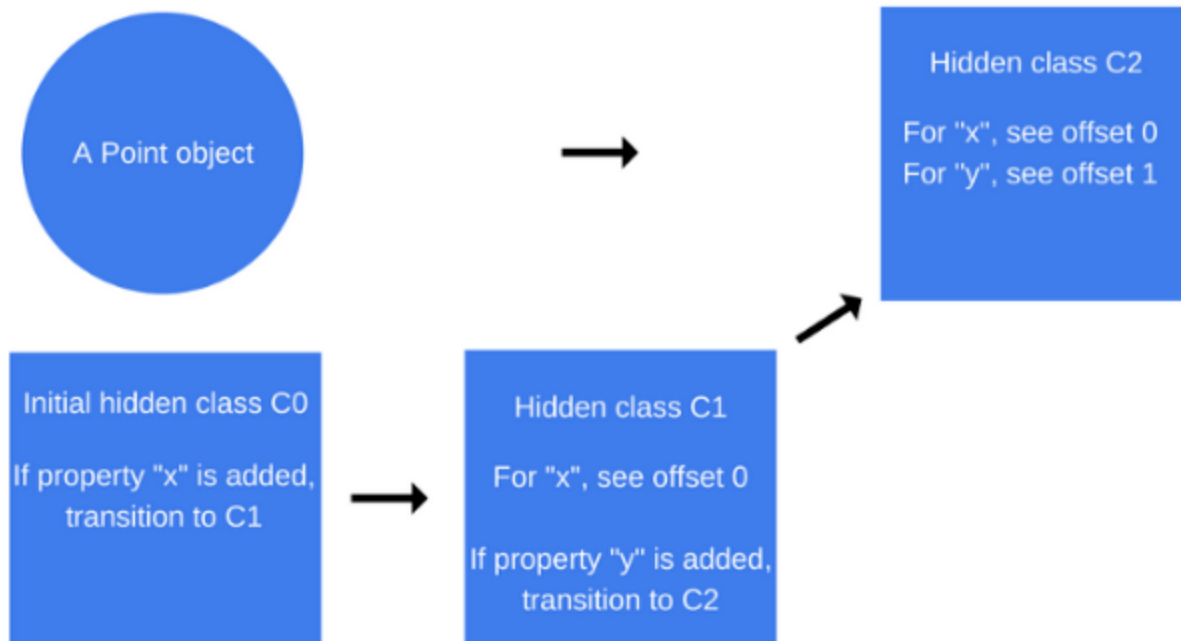 A Point object
Hidden class C2
For "x", see offset 0
For "y", see offset 1
Initial hidden class C0
If property "x" is added,
transition to C1
Hidden class C1
For "x", see offset 0
If property "y" is added,
transition to C2